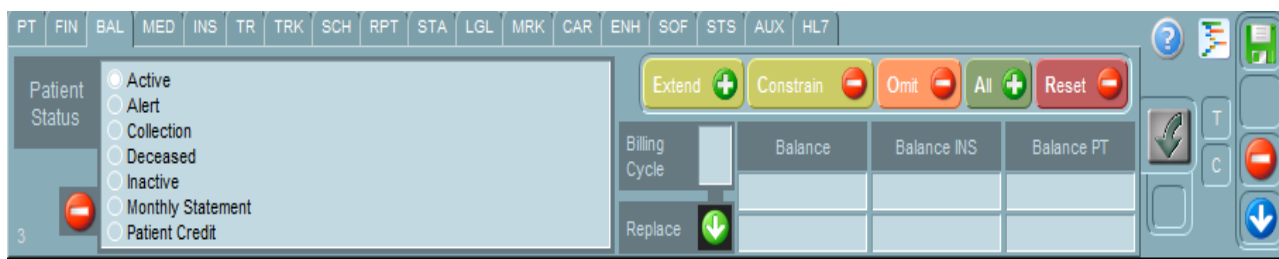 PT FIN BAL MED INS TR TRK SCH RPT STA LGL MRK CAR ENH SOF STS AUX HL7
?
Patient
Status
Active
Alert
Collection
Deceased
Inactive
Monthly Statement
Patient Credit
3
Extend Constrain Omit All Reset
Billing
Cycle
Balance Balance INS Balance PT
Replace
T
C